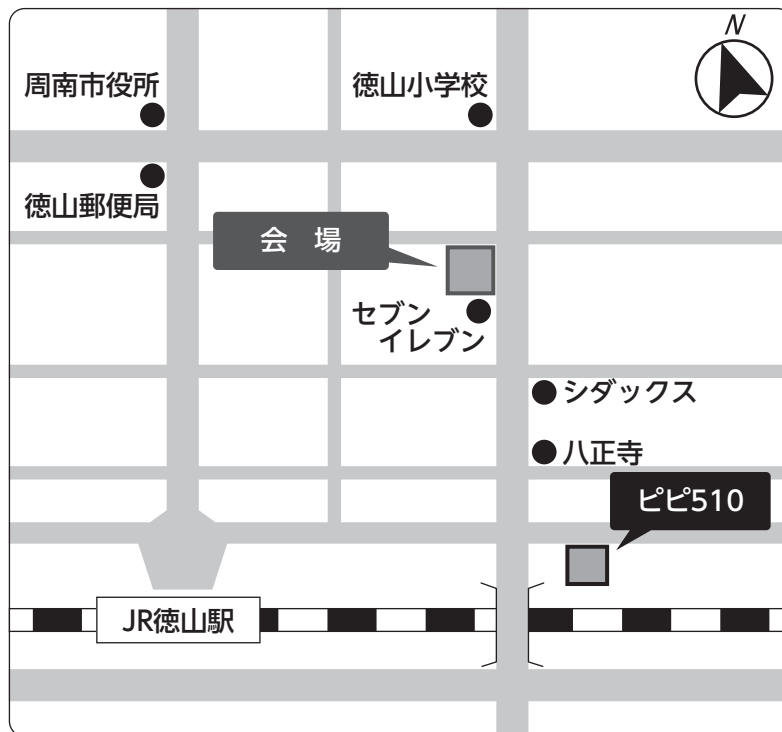 N
周南市役所
徳山小学校
徳山郵便局
会　場
セブン
イレブン
シダックス
八正寺
ピピ510
JR徳山駅